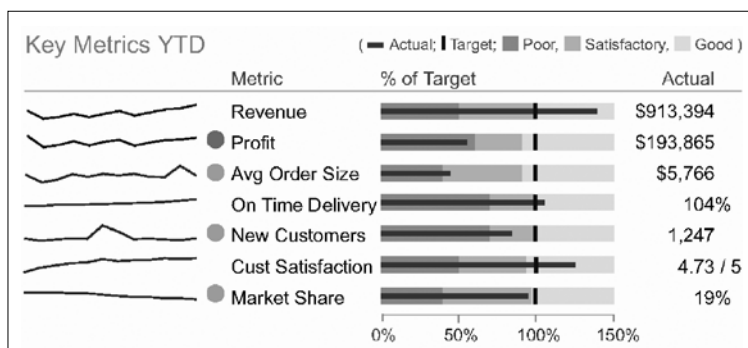 Key Metrics YTD ( Actual; Target; Poor, Satisfactory, Good )
Metric % of Target Actual
Revenue $913,394
Profit $193,865
Avg Order Size $5,766
On Time Delivery 104%
New Customers 1,247
Cust Satisfaction 4.73 / 5
Market Share 19%
0% 50% 100% 150%